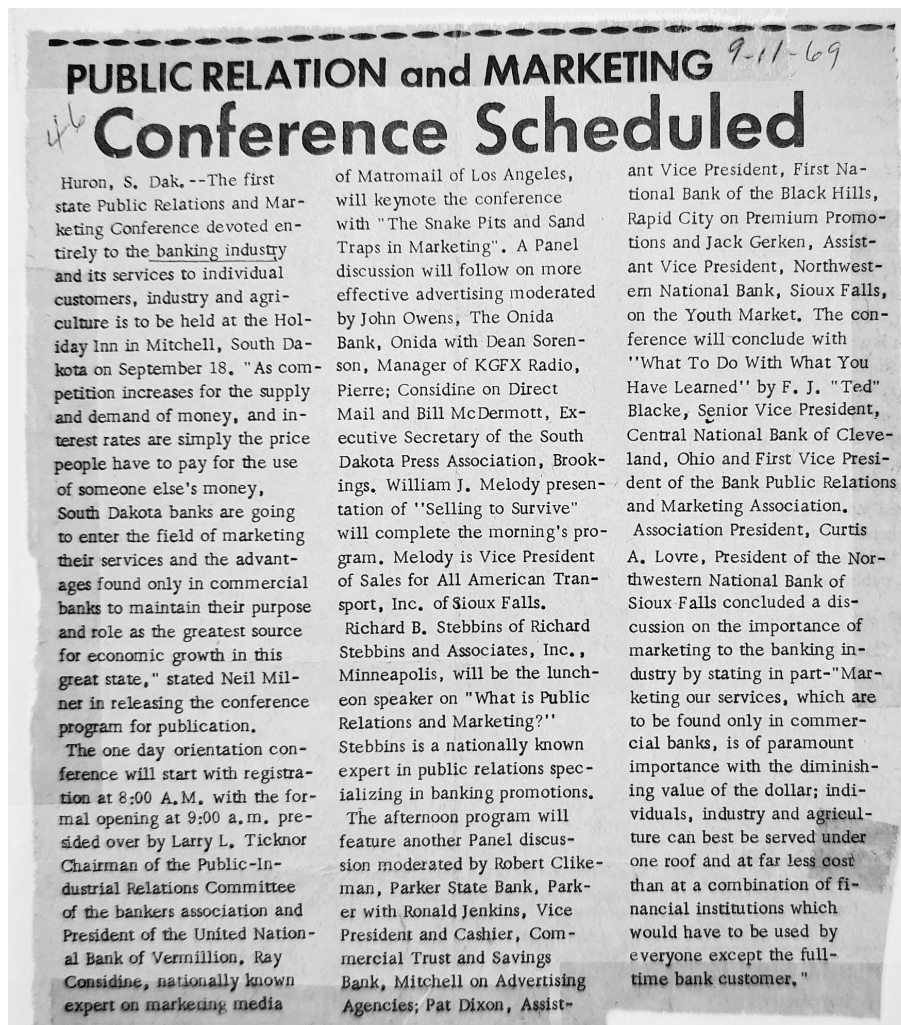 9-11-69
PUBLIC RELATION and MARKETING
46
Conference Scheduled
Huron, S. Dak. --The first
state Public Relations and Mar-
keting Conference devoted en-
tirely to the banking industry
and its services to individual
customers, industry and agri-
culture is to be held at the Hol-
iday Inn in Mitchell, South Da-
kota on September 18. "As com-
petition increases for the supply
and demand of money, and in-
terest rates are simply the price
people have to pay for the use
of someone else's money,
South Dakota banks are going
to enter the field of marketing
their services and the advant-
ages found only in commercial
banks to maintain their purpose
and role as the greatest source
for economic growth in this
great state," stated Neil Mil-
ner in releasing the conference
program for publication.
The one day orientation con-
ference will start with registra-
tion at 8:00 A.M. with the for-
mal opening at 9:00 a.m. pre-
sided over by Larry L. Ticknor
Chairman of the Public-In-
dustrial Relations Committee
of the bankers association and
President of the United Nation-
al Bank of Vermillion. Ray
Considine, nationally known
expert on marketing media
of Matromail of Los Angeles,
will keynote the conference
with "The Snake Pits and Sand
Traps in Marketing". A Panel
discussion will follow on more
effective advertising moderated
by John Owens, The Onida
Bank, Onida with Dean Soren-
son, Manager of KGFX Radio,
Pierre; Considine on Direct
Mail and Bill McDermott, Ex-
ecutive Secretary of the South
Dakota Press Association, Brook-
ings. William J. Melody presen-
tation of "Selling to Survive"
will complete the morning's pro-
gram. Melody is Vice President
of Sales for All American Tran-
sport, Inc. of Sioux Falls.
Richard B. Stebbins of Richard
Stebbins and Associates, Inc.,
Minneapolis, will be the lunch-
eon speaker on "What is Public
Relations and Marketing?"
Stebbins is a nationally known
expert in public relations spec-
ializing in banking promotions.
The afternoon program will
feature another Panel discus-
sion moderated by Robert Clike-
man, Parker State Bank, Park-
er with Ronald Jenkins, Vice
President and Cashier, Com-
mercial Trust and Savings
Bank, Mitchell on Advertising
Agencies; Pat Dixon, Assist-
ant Vice President, First Na-
tional Bank of the Black Hills,
Rapid City on Premium Promo-
tions and Jack Gerken, Assist-
ant Vice President, Northwest-
ern National Bank, Sioux Falls,
on the Youth Market. The con-
ference will conclude with
"What To Do With What You
Have Learned" by F. J. "Ted"
Blacke, Senior Vice President,
Central National Bank of Cleve-
land, Ohio and First Vice Presi-
dent of the Bank Public Relations
and Marketing Association.
Association President, Curtis
A. Lovre, President of the Nor-
thwestern National Bank of
Sioux Falls concluded a dis-
cussion on the importance of
marketing to the banking in-
dustry by stating in part-"Mar-
keting our services, which are
to be found only in commer-
cial banks, is of paramount
importance with the diminish-
ing value of the dollar; indi-
viduals, industry and agricul-
ture can best be served under
one roof and at far less cost
than at a combination of fi-
nancial institutions which
would have to be used by
everyone except the full-
time bank customer."